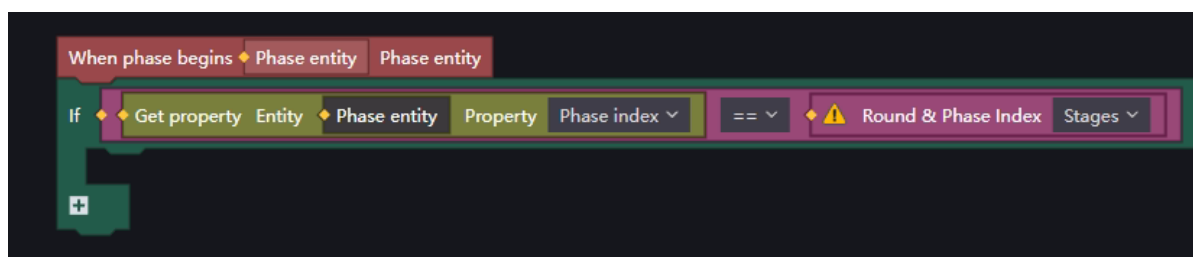 When phase begins Phase entity Phase entity
If Get property Entity Phase entity Property Phase index == Round & Phase Index Stages